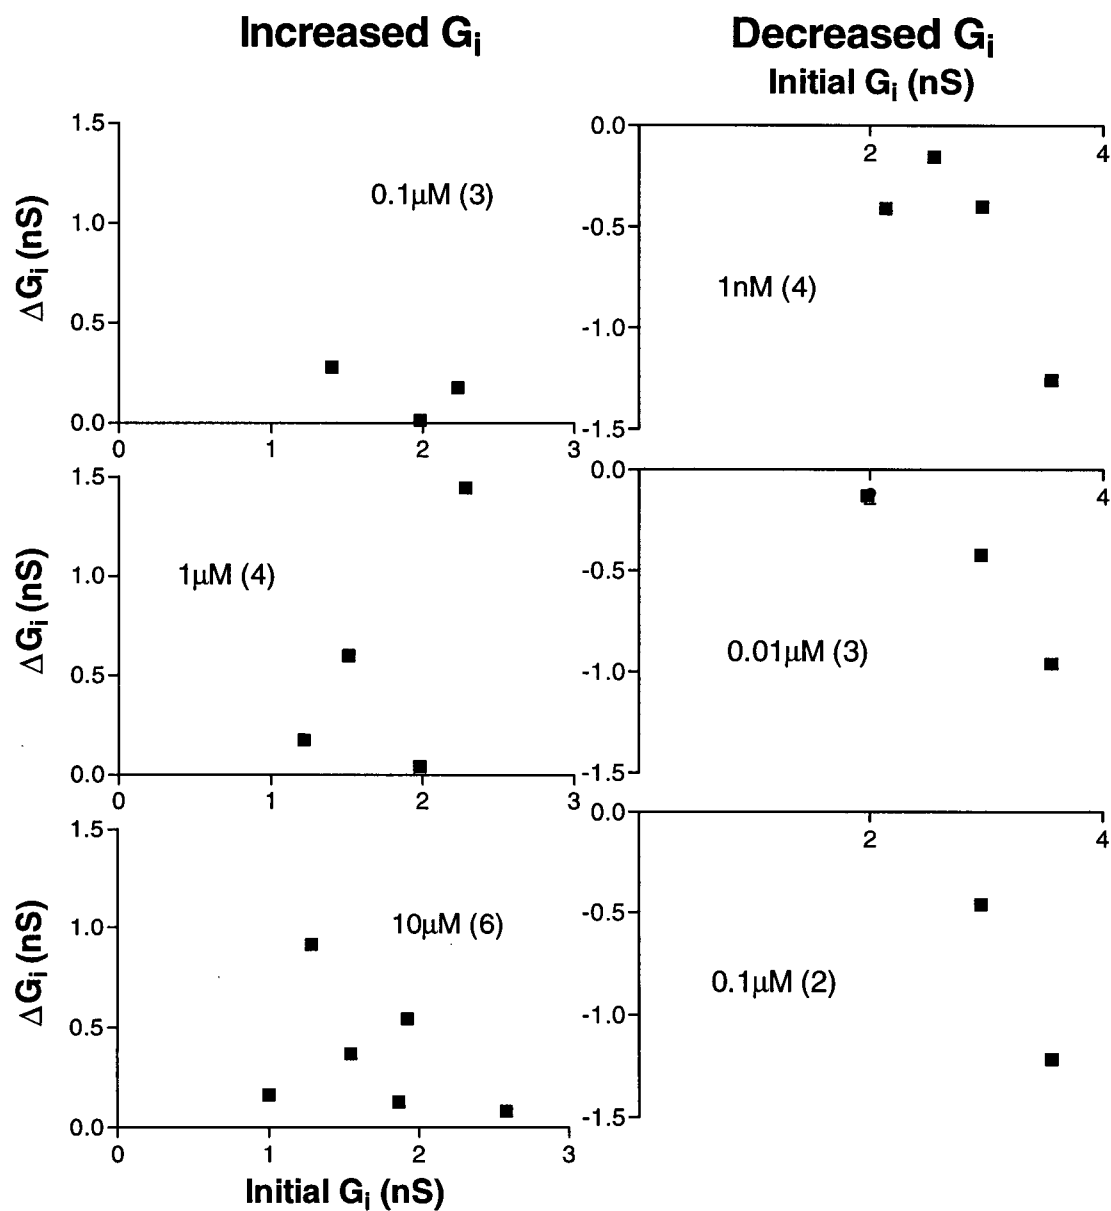 Increased Gi
Decreased Gi
Initial Gi (nS)
1.5
1.0
0.5
0.0
0 1 2 3
ΔGi (nS)
0.1μM (3)
0.0
-0.5
-1.0
-1.5
2 4
1nM (4)
1.5
1.0
0.5
0.0
0 1 2 3
ΔGi (nS)
1μM (4)
0.0
-0.5
-1.0
-1.5
4
0.01μM (3)
1.5
1.0
0.5
0.0
0 1 2 3
ΔGi (nS)
10μM (6)
Initial Gi (nS)
0.0
-0.5
-1.0
-1.5
2 4
0.1μM (2)